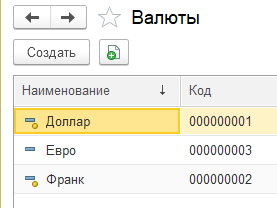 Валюты
Создать
Наименование Код
Доллар 000000001
Евро 000000003
Франк 000000002